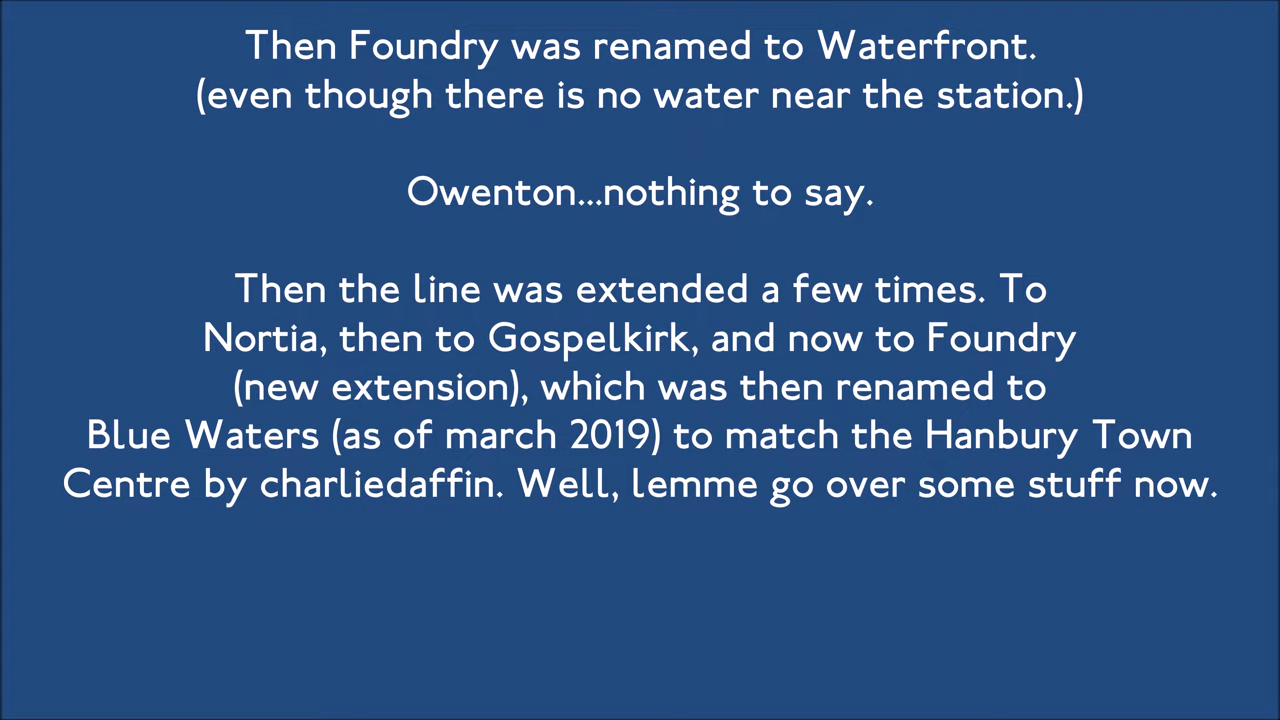 Then Foundry was renamed to Waterfront.
(even though there is no water near the station.)
Owenton...nothing to say.
Then the line was extended a few times. To
Nortia, then to Gospelkirk, and now to Foundry
(new extension), which was then renamed to
Blue Waters (as of march 2019) to match the Hanbury Town
Centre by charliedaffin. Well, lemme go over some stuff now.